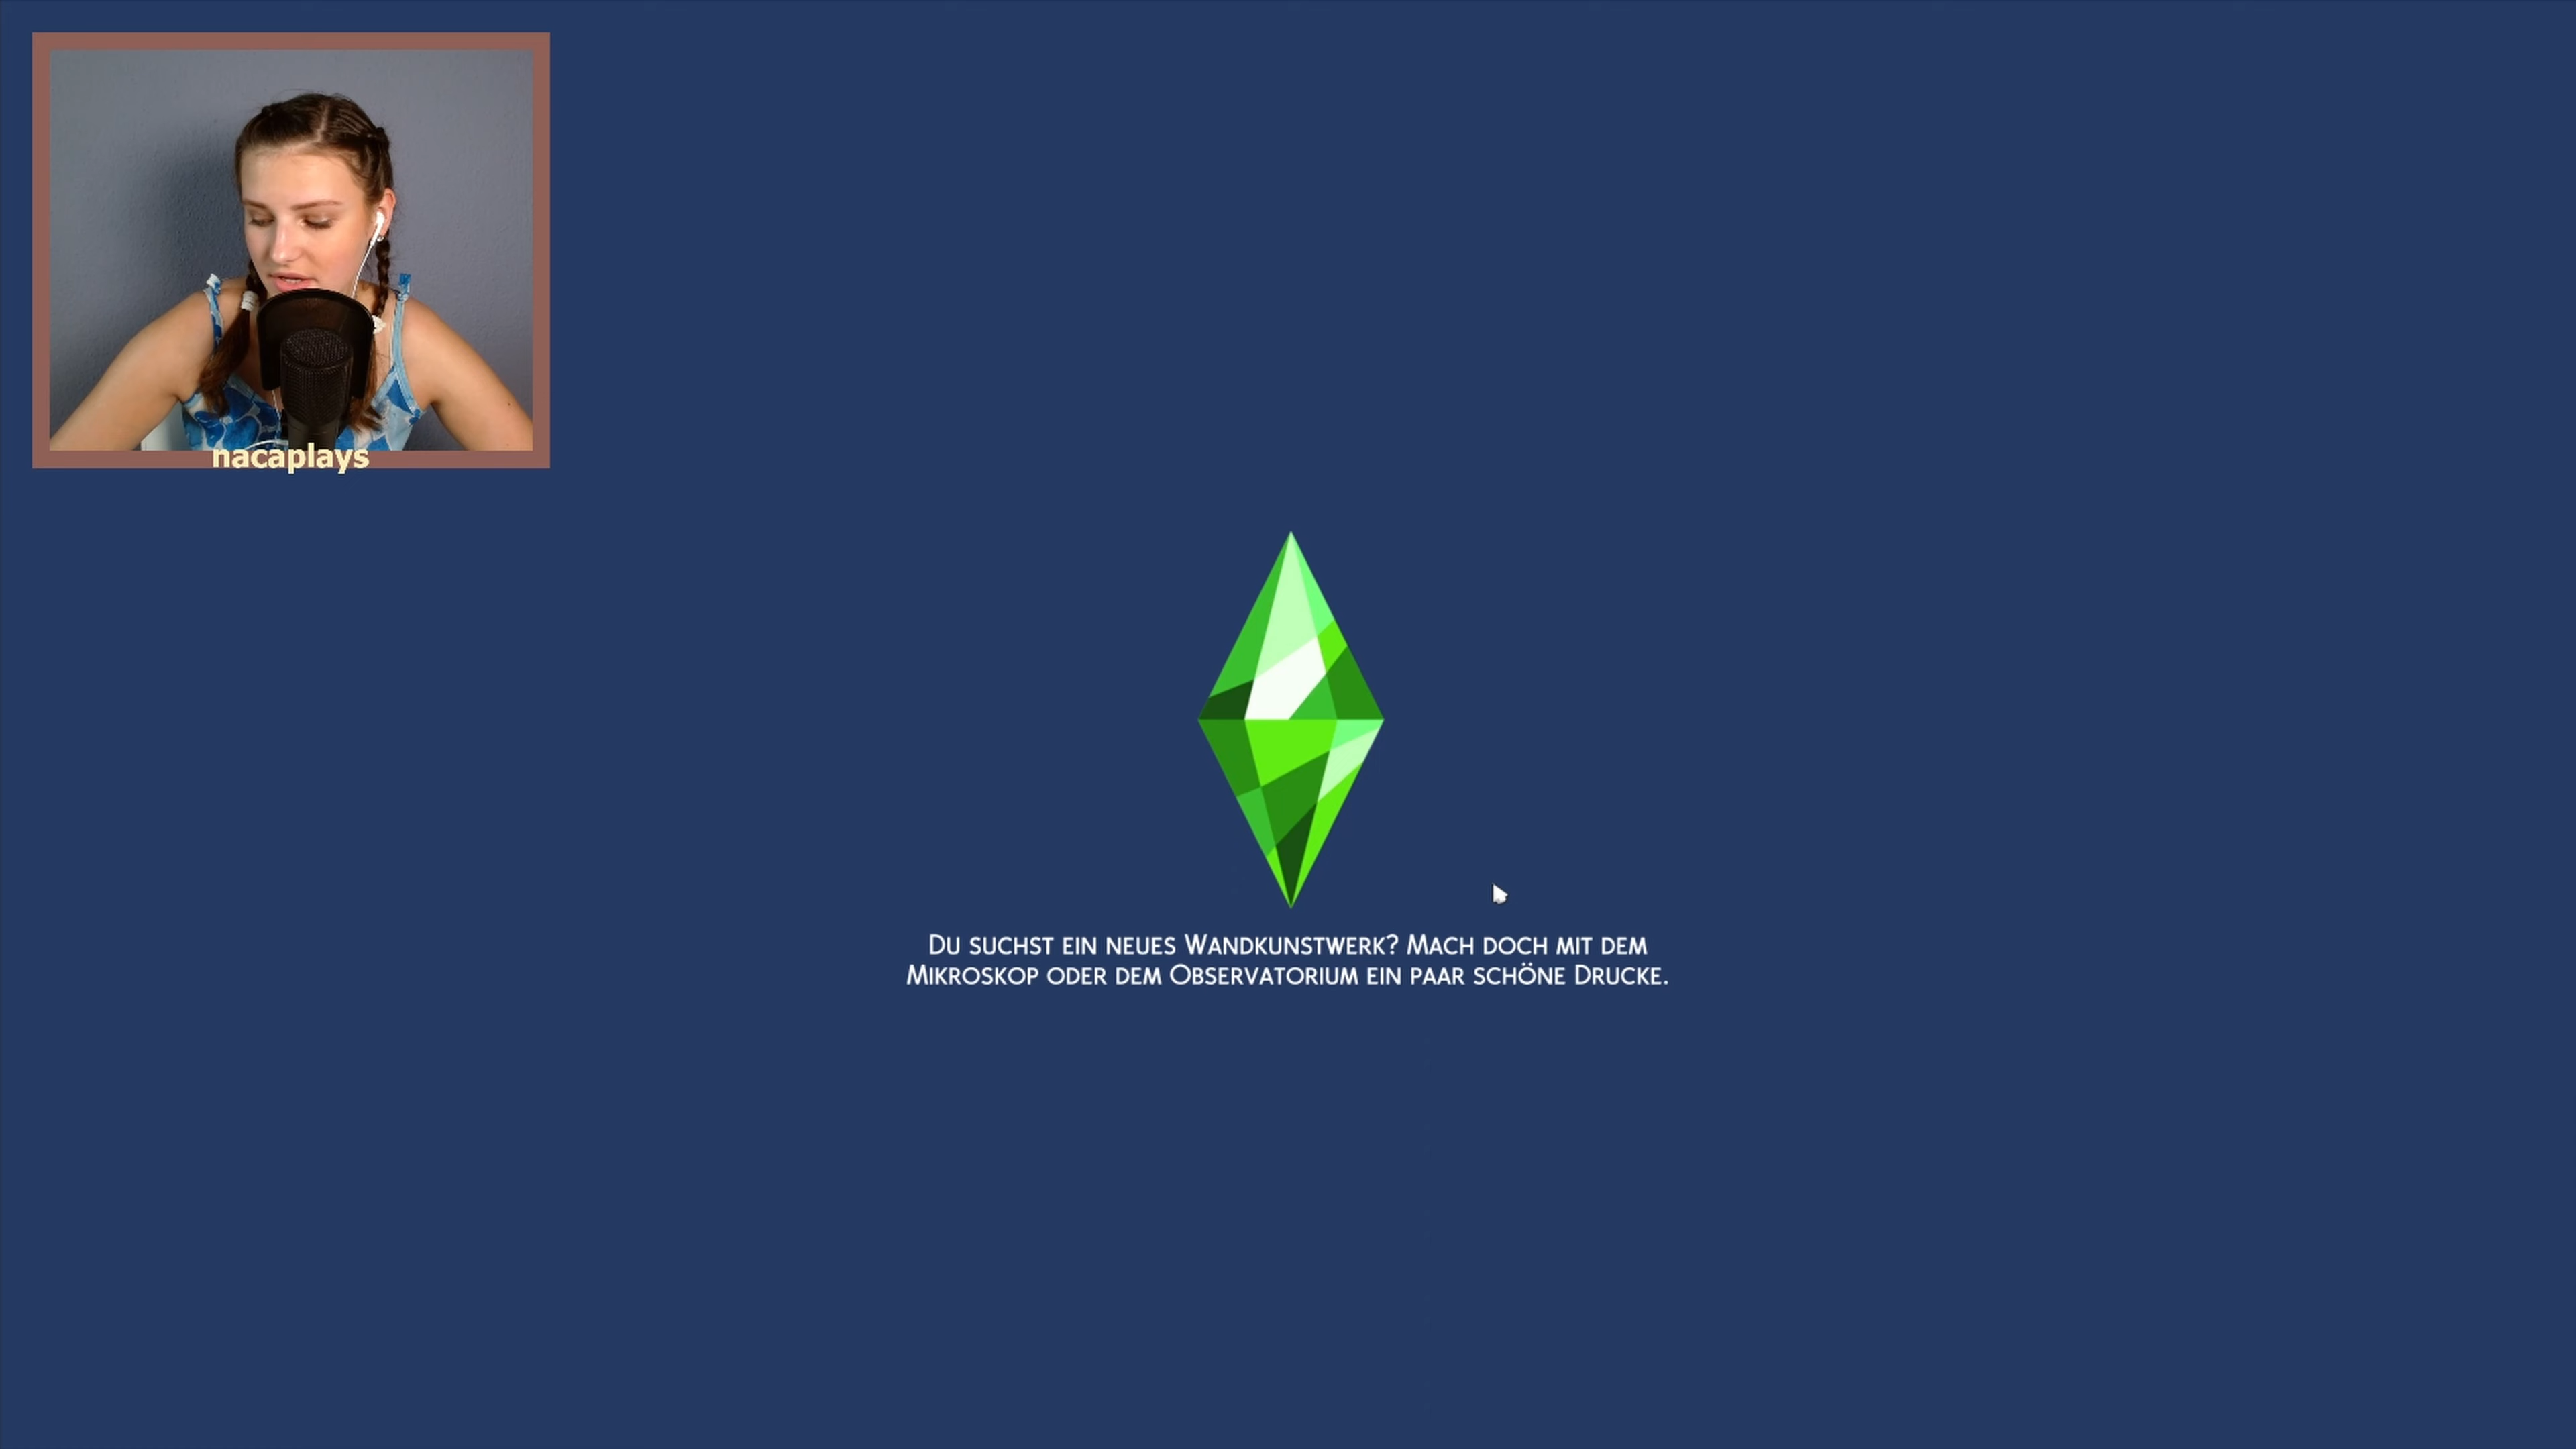 nacaplays
Du suchst ein neues Wandkunstwerk? Mach doch mit dem
Mikroskop oder dem Observatorium ein paar schöne Drucke.